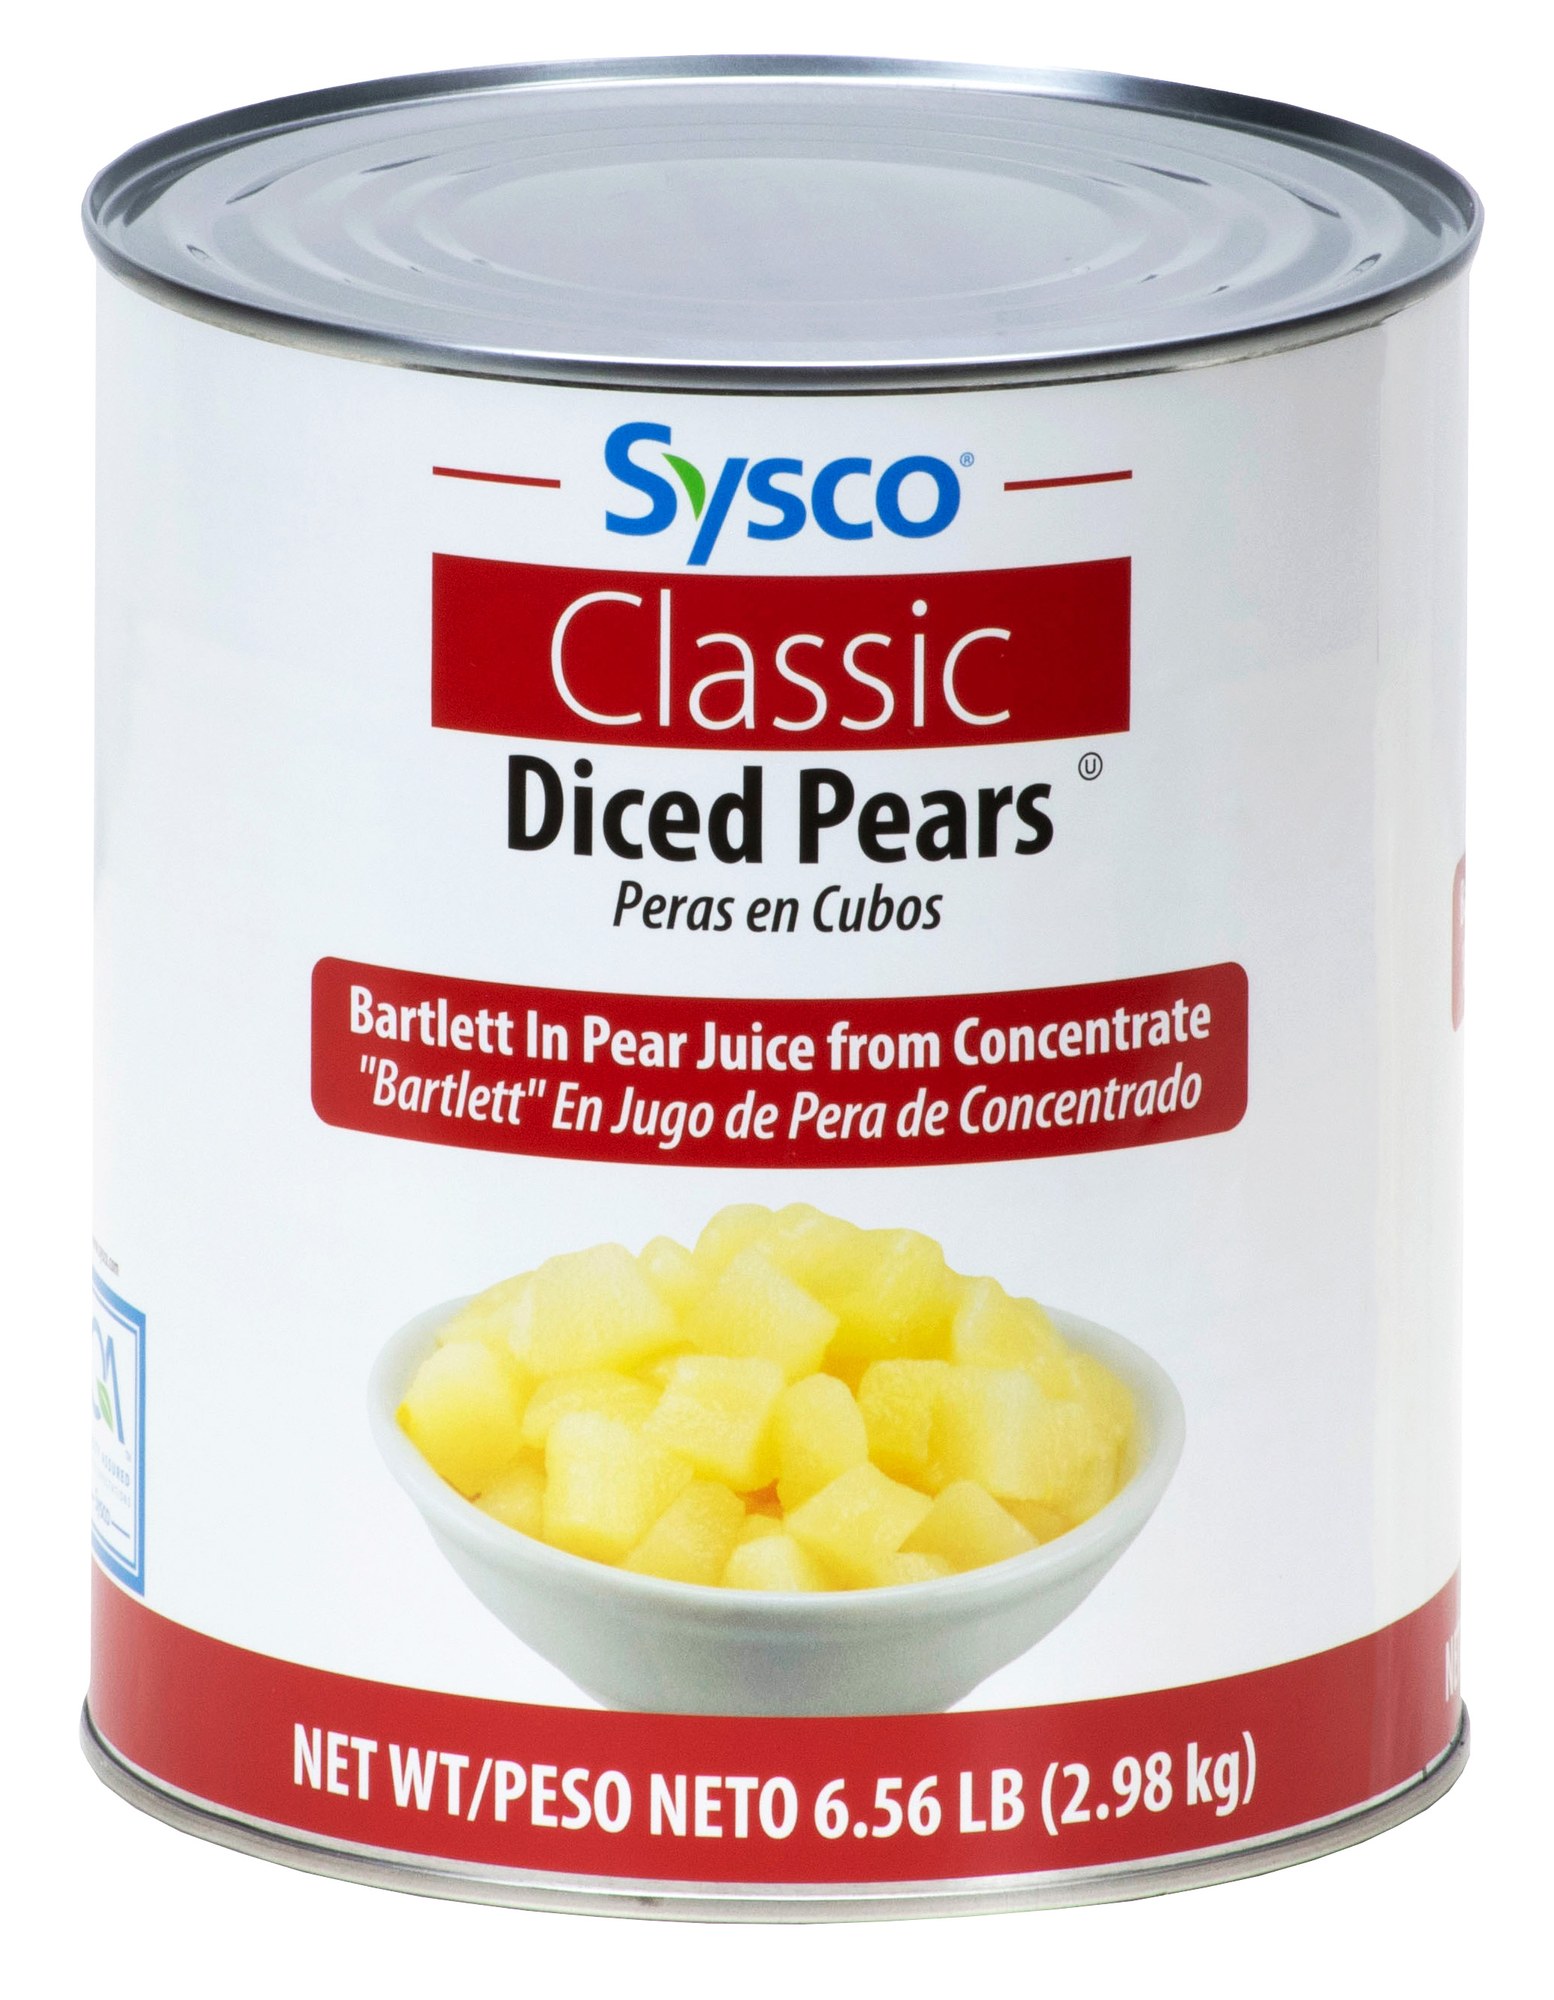 Sysco®
Classic
Diced Pears Ⓤ
Peras en Cubos
Bartlett In Pear Juice from Concentrate
"Bartlett" En Jugo de Pera de Concentrado
NET WT/PESO NETO 6.56 LB (2.98 kg)